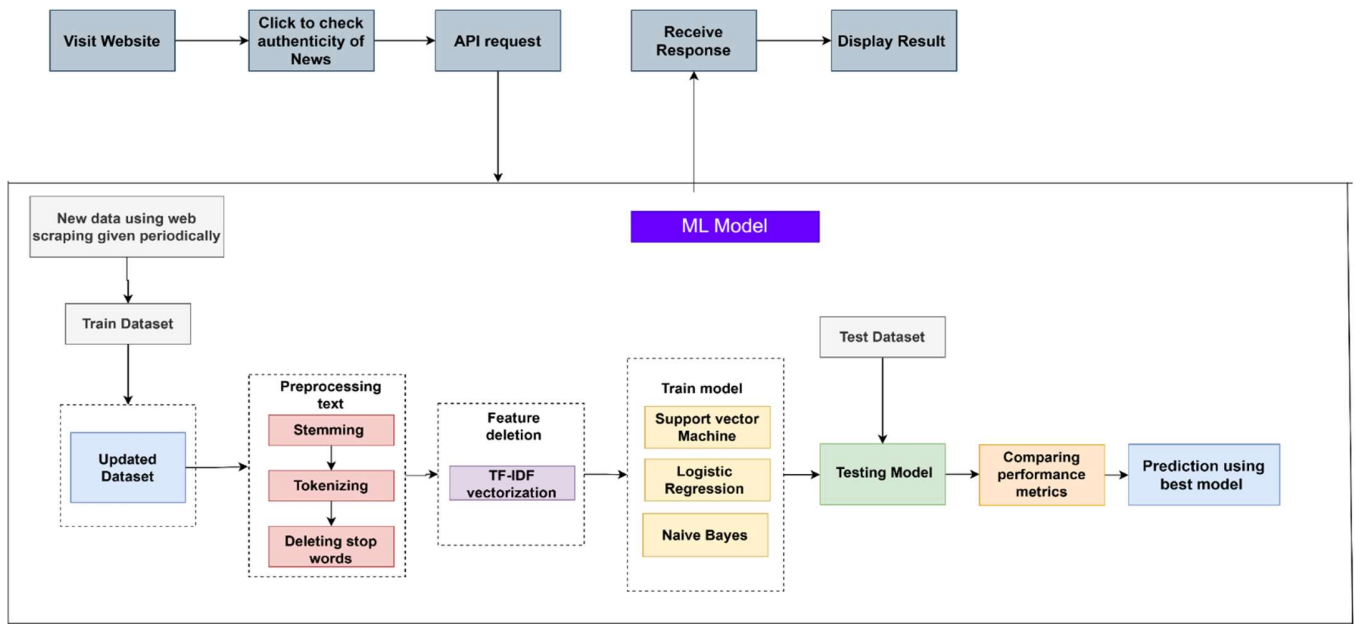 Visit Website
Click to check
authenticity of
News
API request
Receive
Response
Display Result
ML Model
New data using web
scraping given periodically
Train Dataset
Updated
Dataset
Preprocessing
text
Stemming
Tokenizing
Deleting stop
words
Feature
deletion
TF-IDF
vectorization
Train model
Support vector
Machine
Logistic
Regression
Naive Bayes
Test Dataset
Testing Model
Comparing
performance
metrics
Prediction using
best model